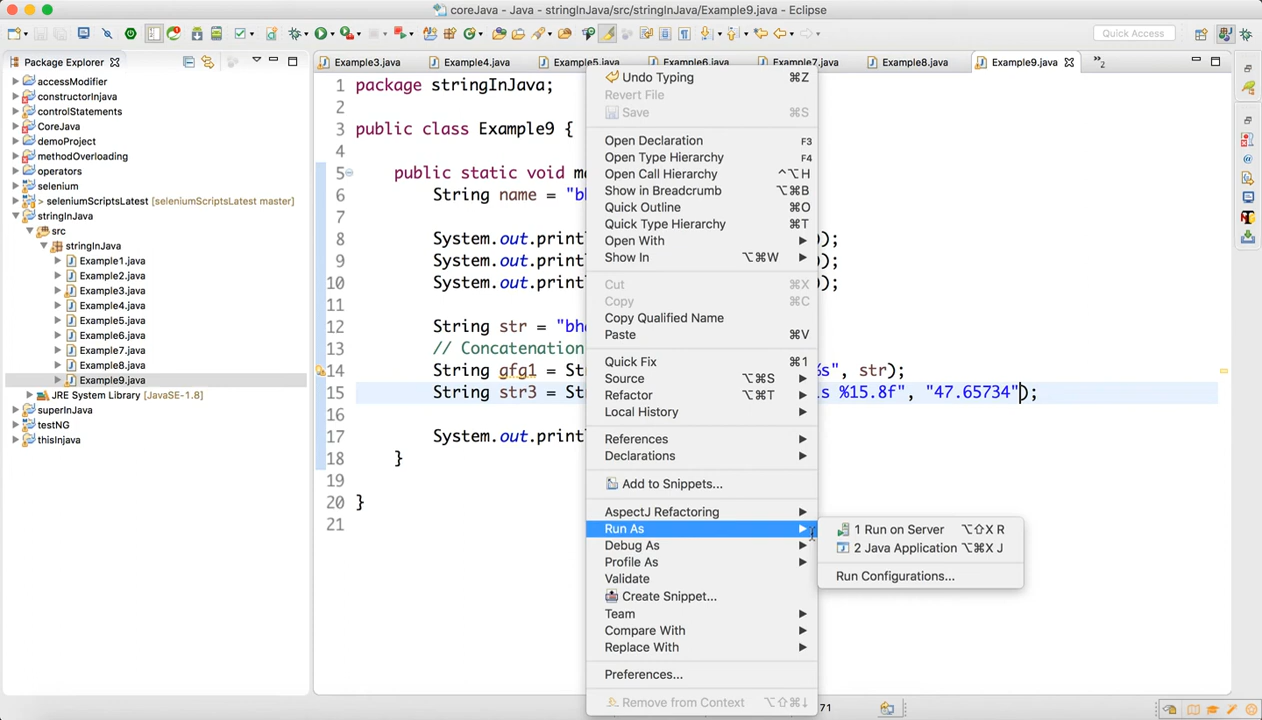 coreJava - Java - stringInJava/src/stringInJava/Example9.java - Eclipse
Quick Access
Package Explorer
accessModifier
constructorInjava
controlStatements
CoreJava
demoProject
methodOverloading
operators
selenium
> seleniumScriptsLatest [seleniumScriptsLatest master]
stringInJava
src
stringInJava
Example1.java
Example2.java
Example3.java
Example4.java
Example5.java
Example6.java
Example7.java
Example8.java
Example9.java
JRE System Library [JavaSE-1.8]
superInJava
testNG
thisInjava
Example3.java Example4.java Example5.java Example6.java Example7.java Example8.java Example9.java »2
1 package stringInJava;
2
3 public class Example9 {
4
5 public static void m
6 String name = "b
7
8 System.out.printl );
9 System.out.printl );
10 System.out.printl );
11
12 String str = "bh
13 // Concatenation
14 String gfg1 = St %s", str);
15 String str3 = St s %15.8f", "47.65734");
16
17 System.out.printl
18 }
19
20 }
21
Undo Typing ⌘Z
Revert File
Save ⌘S
Open Declaration F3
Open Type Hierarchy F4
Open Call Hierarchy ^⌥H
Show in Breadcrumb ⌥⌘B
Quick Outline ⌘O
Quick Type Hierarchy ⌘T
Open With
Show In ⌥⌘W
Cut ⌘X
Copy ⌘C
Copy Qualified Name
Paste ⌘V
Quick Fix ⌘1
Source ⌥⌘S
Refactor ⌥⌘T
Local History
References
Declarations
Add to Snippets...
AspectJ Refactoring
Run As
Debug As
Profile As
Validate
Create Snippet...
Team
Compare With
Replace With
Preferences...
Remove from Context ⌥⇧⌘↓
1 Run on Server ⌥⇧X R
2 Java Application ⌥⌘X J
Run Configurations...
71